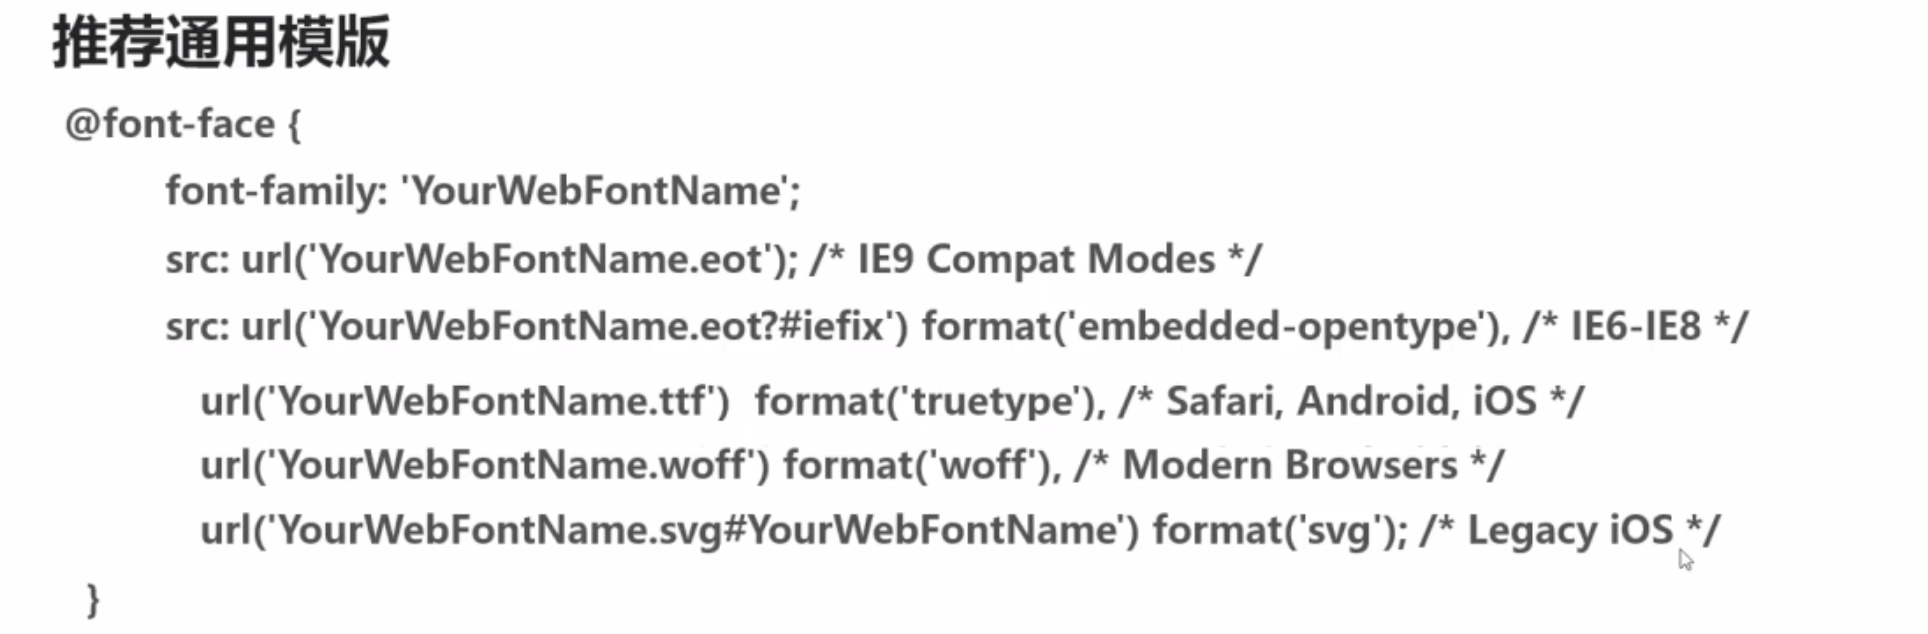 推荐通用模版
@font-face {
font-family: 'YourWebFontName';
src: url('YourWebFontName.eot'); /* IE9 Compat Modes */
src: url('YourWebFontName.eot?#iefix') format('embedded-opentype'), /* IE6-IE8 */
url('YourWebFontName.ttf')  format('truetype'), /* Safari, Android, iOS */
url('YourWebFontName.woff') format('woff'), /* Modern Browsers */
url('YourWebFontName.svg#YourWebFontName') format('svg'); /* Legacy iOS */
}